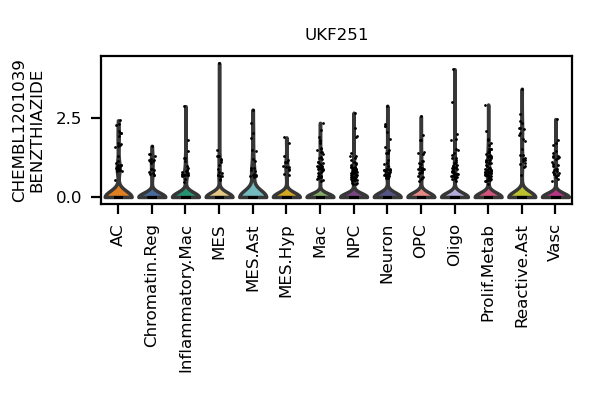 UKF251
CHEMBL1201039
BENZTHIAZIDE
2.5
0.0
AC
Chromatin.Reg
Inflammatory.Mac
MES
MES.Ast
MES.Hyp
Mac
NPC
Neuron
OPC
Oligo
Prolif.Metab
Reactive.Ast
Vasc